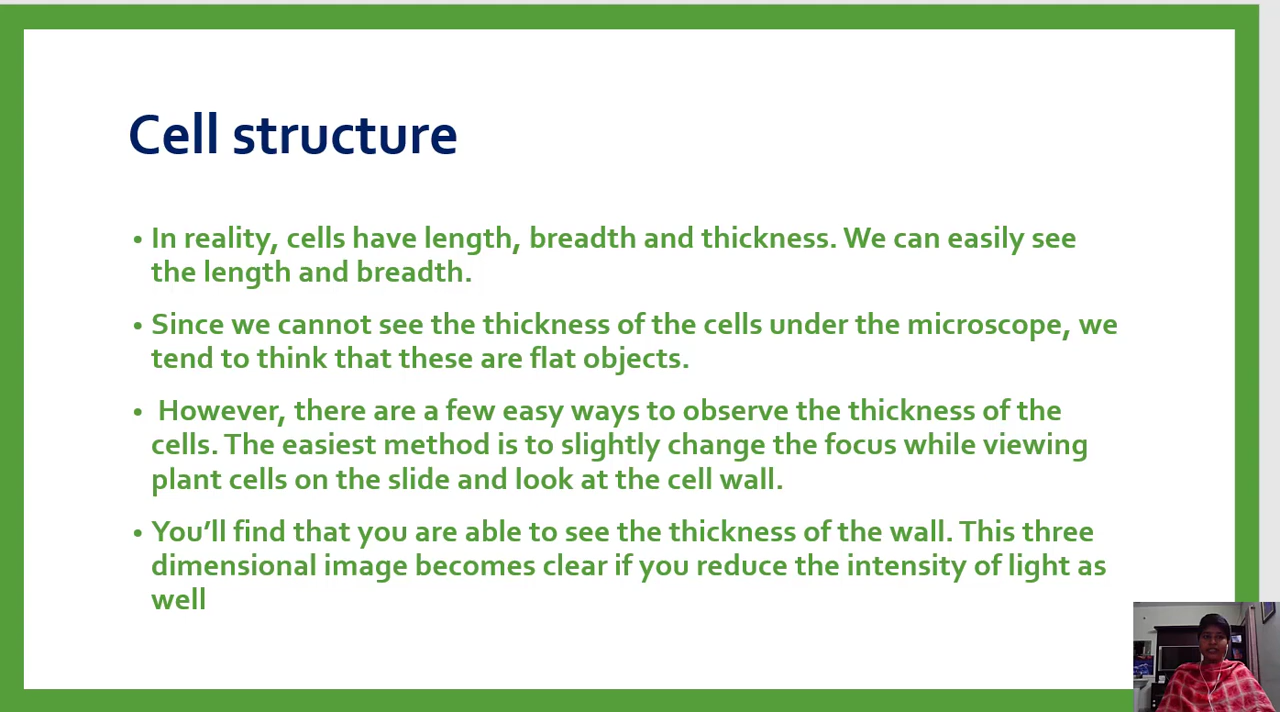 Cell structure
• In reality, cells have length, breadth and thickness. We can easily see
the length and breadth.
• Since we cannot see the thickness of the cells under the microscope, we
tend to think that these are flat objects.
• However, there are a few easy ways to observe the thickness of the
cells. The easiest method is to slightly change the focus while viewing
plant cells on the slide and look at the cell wall.
• You’ll find that you are able to see the thickness of the wall. This three
dimensional image becomes clear if you reduce the intensity of light as
well